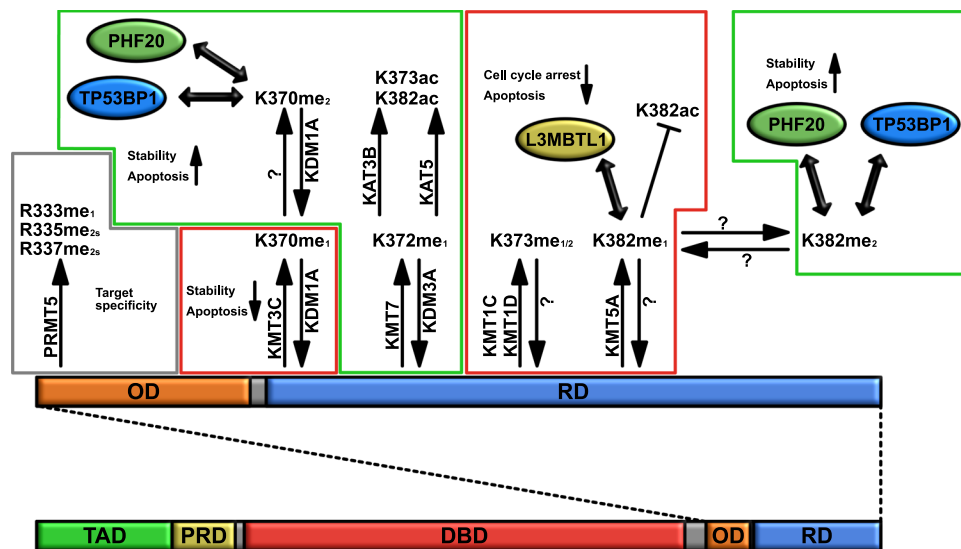 PHF20
TP53BP1
K370me2
K373ac
K382ac
Stability
Apoptosis
?
KDM1A
KAT3B
KAT5
Cell cycle arrest
Apoptosis
K382ac
L3MBTL1
Stability
Apoptosis
PHF20
TP53BP1
R333me1
R335me2s
R337me2s
PRMT5
Target
specificity
K370me1
Stability
Apoptosis
KMT3C
KDM1A
K372me1
KMT7
KDM3A
K373me1/2
KMT1C
KMT1D
?
K382me1
KMT5A
?
?
?
K382me2
OD
RD
TAD
PRD
DBD
OD
RD